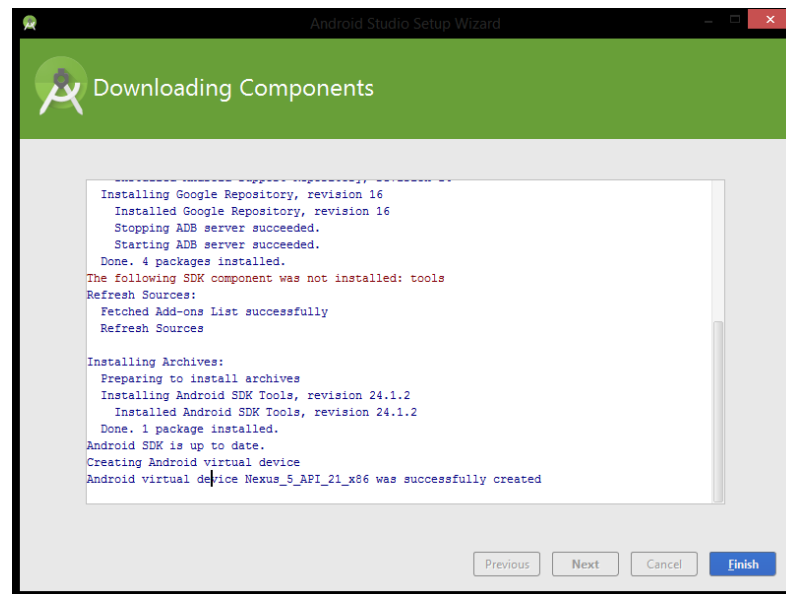 Android Studio Setup Wizard
Downloading Components
Installing Google Repository, revision 16
Installed Google Repository, revision 16
Stopping ADB server succeeded.
Starting ADB server succeeded.
Done. 4 packages installed.
The following SDK component was not installed: tools
Refresh Sources:
Fetched Add-ons List successfully
Refresh Sources
Installing Archives:
Preparing to install archives
Installing Android SDK Tools, revision 24.1.2
Installed Android SDK Tools, revision 24.1.2
Done. 1 package installed.
Android SDK is up to date.
Creating Android virtual device
Android virtual device Nexus_5_API_21_x86 was successfully created
Previous Next Cancel Finish